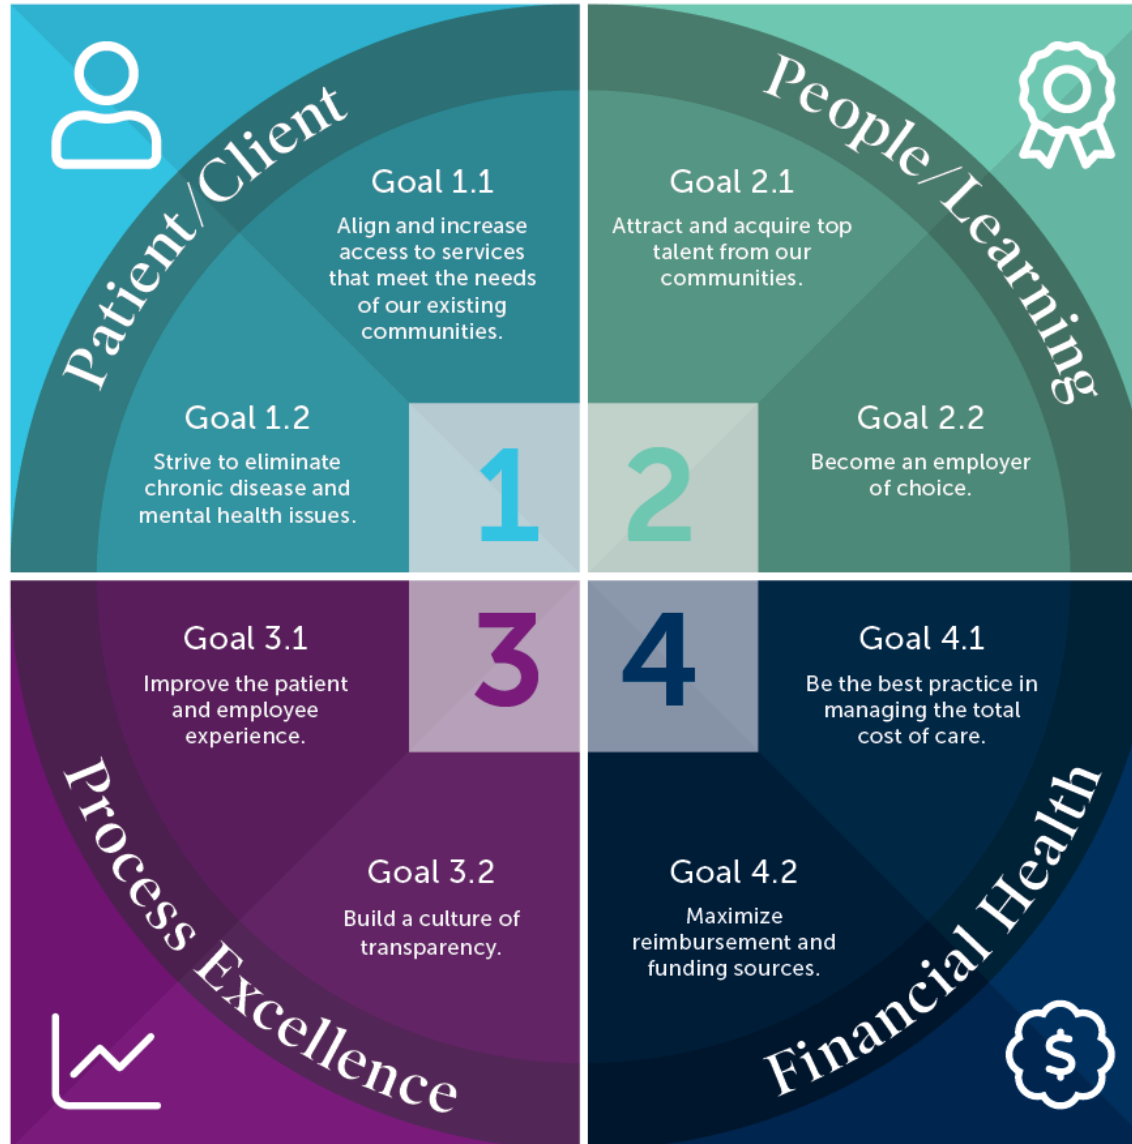 Patient/Client
Goal 1.1
Align and increase
access to services
that meet the needs
of our existing
communities.
Goal 1.2
Strive to eliminate
chronic disease and
mental health issues.
1
People/Learning
Goal 2.1
Attract and acquire top
talent from our
communities.
Goal 2.2
Become an employer
of choice.
2
Process Excellence
Goal 3.1
Improve the patient
and employee
experience.
3
Goal 3.2
Build a culture of
transparency.
Financial Health
4
Goal 4.1
Be the best practice in
managing the total
cost of care.
Goal 4.2
Maximize
reimbursement and
funding sources.
$